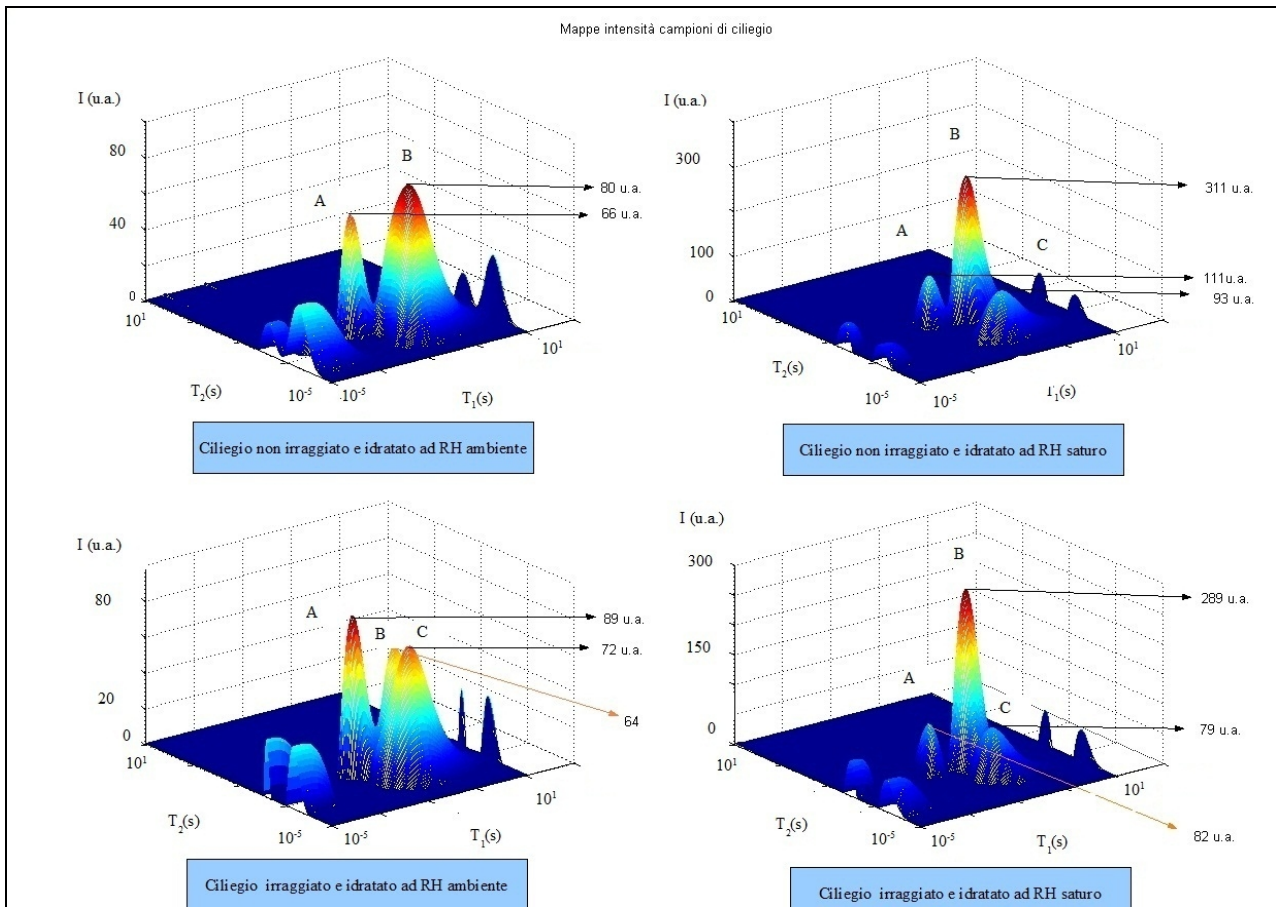 Mappe intensità campioni di ciliegio
I (u.a.)
80
40
0
10¹
T₂(s)
10⁻⁵
10⁻⁵
T₁(s)
10¹
A
B
80 u.a.
66 u.a.
Ciliegio non irraggiato e idratato ad RH ambiente
I (u.a.)
300
100
0
10¹
T₂(s)
10⁻⁵
10⁻⁵
T₁(s)
10¹
A
B
C
311 u.a.
111u.a.
93 u.a.
Ciliegio non irraggiato e idratato ad RH saturo
I (u.a.)
80
20
0
10¹
T₂(s)
10⁻⁵
10⁻⁵
T₁(s)
10¹
A
B
C
89 u.a.
72 u.a.
64
Ciliegio irraggiato e idratato ad RH ambiente
I (u.a.)
300
150
0
10¹
T₂(s)
10⁻⁵
10⁻⁵
T₁(s)
10¹
A
B
C
289 u.a.
79 u.a.
82 u.a.
Ciliegio irraggiato e idratato ad RH saturo